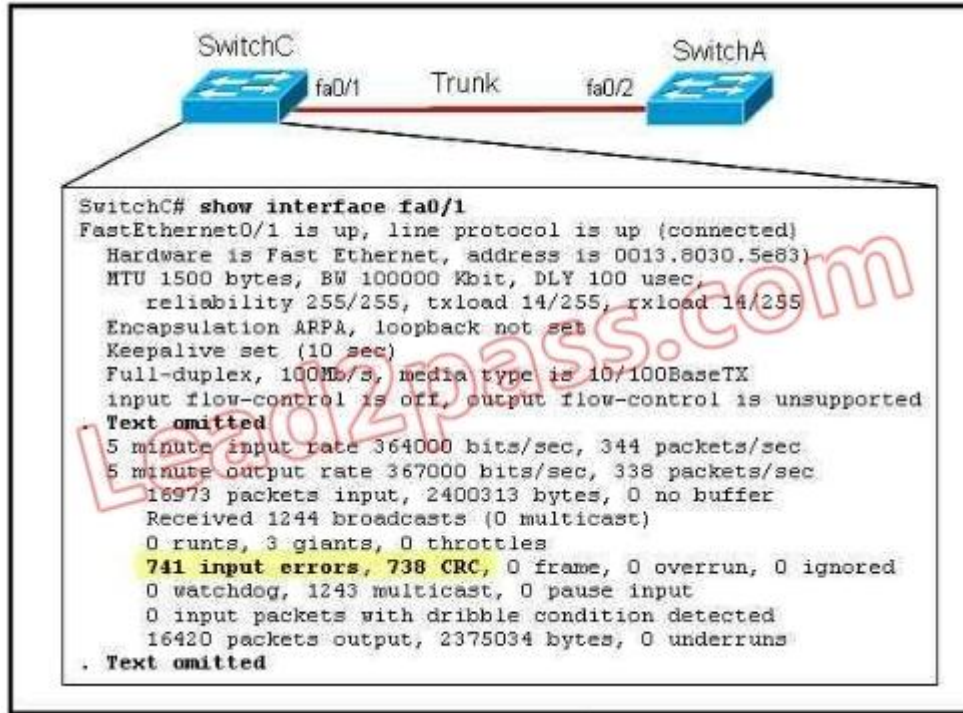 SwitchC
SwitchA
fa0/1
Trunk
fa0/2
SwitchC# show interface fa0/1
FastEthernet0/1 is up, line protocol is up (connected)
Hardware is Fast Ethernet, address is 0013.8030.5e83)
MTU 1500 bytes, BW 100000 Kbit, DLY 100 usec,
reliability 255/255, txload 14/255, rxload 14/255
Encapsulation ARPA, loopback not set
Keepalive set (10 sec)
Full-duplex, 100Mb/s, media type is 10/100BaseTX
input flow-control is off, output flow-control is unsupported
. Text omitted
5 minute input rate 364000 bits/sec, 344 packets/sec
5 minute output rate 367000 bits/sec, 338 packets/sec
16973 packets input, 2400313 bytes, 0 no buffer
Received 1244 broadcasts (0 multicast)
0 runts, 3 giants, 0 throttles
741 input errors, 738 CRC, 0 frame, 0 overrun, 0 ignored
0 watchdog, 1243 multicast, 0 pause input
0 input packets with dribble condition detected
16420 packets output, 2375034 bytes, 0 underruns
. Text omitted
Lead2pass.com